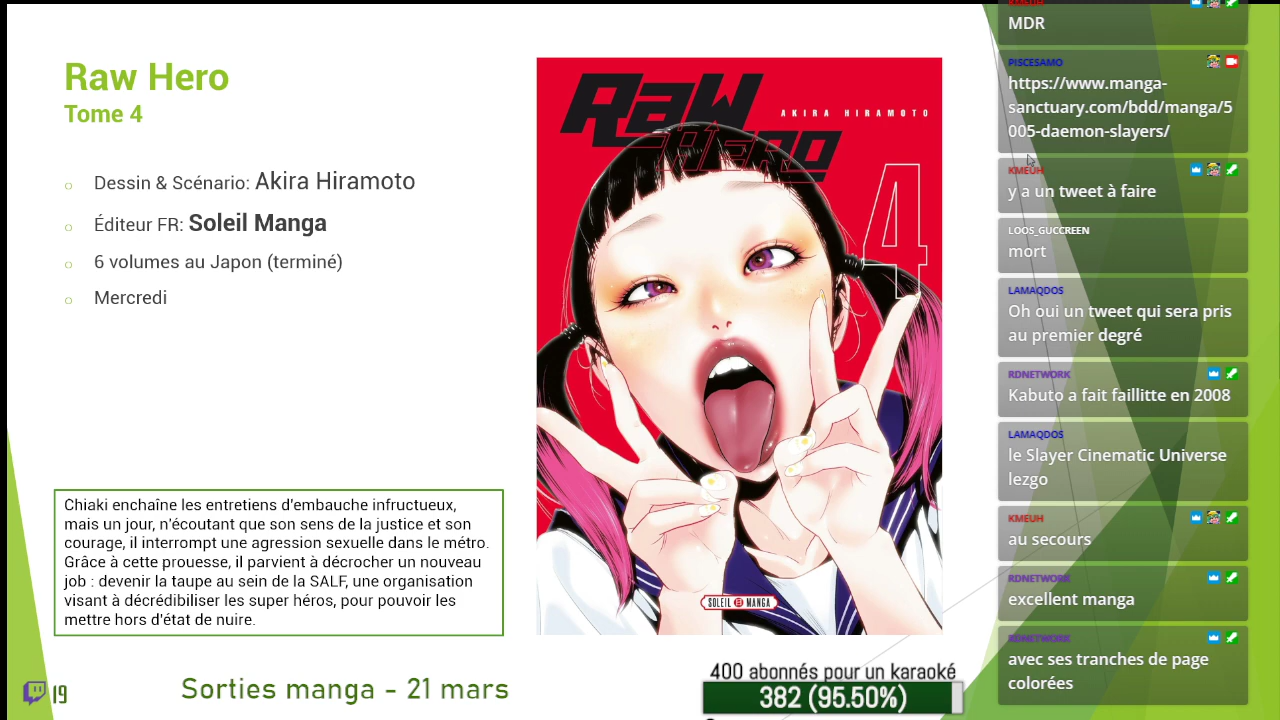 Raw Hero
Tome 4
Dessin & Scénario: Akira Hiramoto
Éditeur FR: Soleil Manga
6 volumes au Japon (terminé)
Mercredi
Chiaki enchaîne les entretiens d'embauche infructueux,
mais un jour, n'écoutant que son sens de la justice et son
courage, il interrompt une agression sexuelle dans le métro.
Grâce à cette prouesse, il parvient à décrocher un nouveau
job : devenir la taupe au sein de la SALF, une organisation
visant à décrédibiliser les super héros, pour pouvoir les
mettre hors d'état de nuire.
19
Sorties manga - 21 mars
RaW
HERO
AKIRA HIRAMOTO
4
SOLEIL MANGA
400 abonnés pour un karaoké
382 (95.50%)
MDR
PISCESAMO
https://www.manga-
sanctuary.com/bdd/manga/5
005-daemon-slayers/
KMEUH
y a un tweet à faire
LOOS_GUCCREEN
mort
LAMAQDOS
Oh oui un tweet qui sera pris
au premier degré
RDNETWORK
Kabuto a fait faillitte en 2008
LAMAQDOS
le Slayer Cinematic Universe
lezgo
KMEUH
au secours
RDNETWORK
excellent manga
RDNETWORK
avec ses tranches de page
colorées